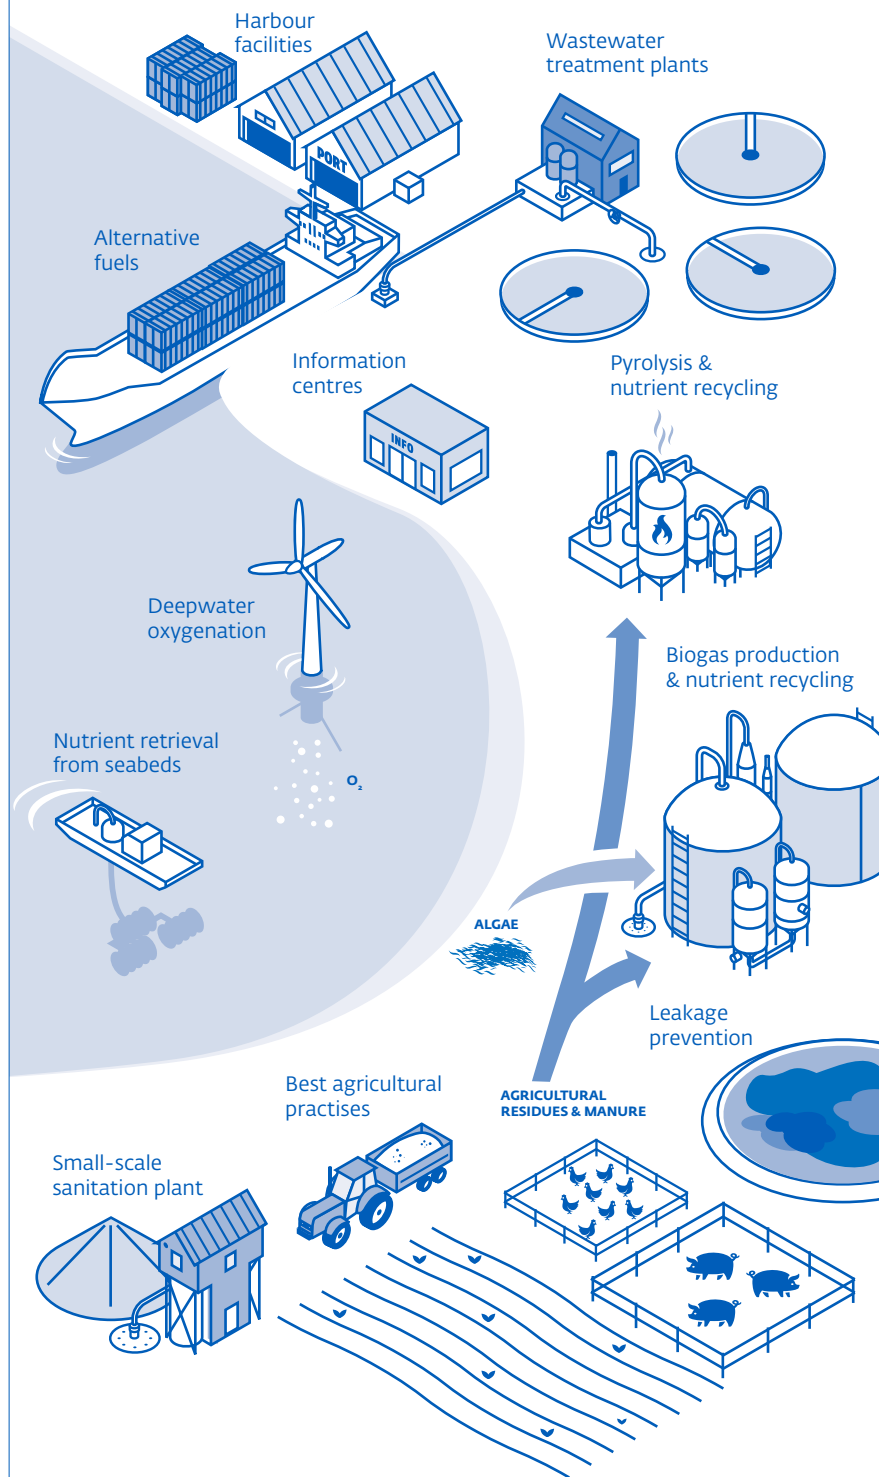 Harbour
facilities
Wastewater
treatment plants
PORT
Alternative
fuels
Information
centres
INFO
Pyrolysis &
nutrient recycling
Deepwater
oxygenation
Biogas production
& nutrient recycling
Nutrient retrieval
from seabeds
O₂
ALGAE
Leakage
prevention
Best agricultural
practises
AGRICULTURAL
RESIDUES & MANURE
Small-scale
sanitation plant